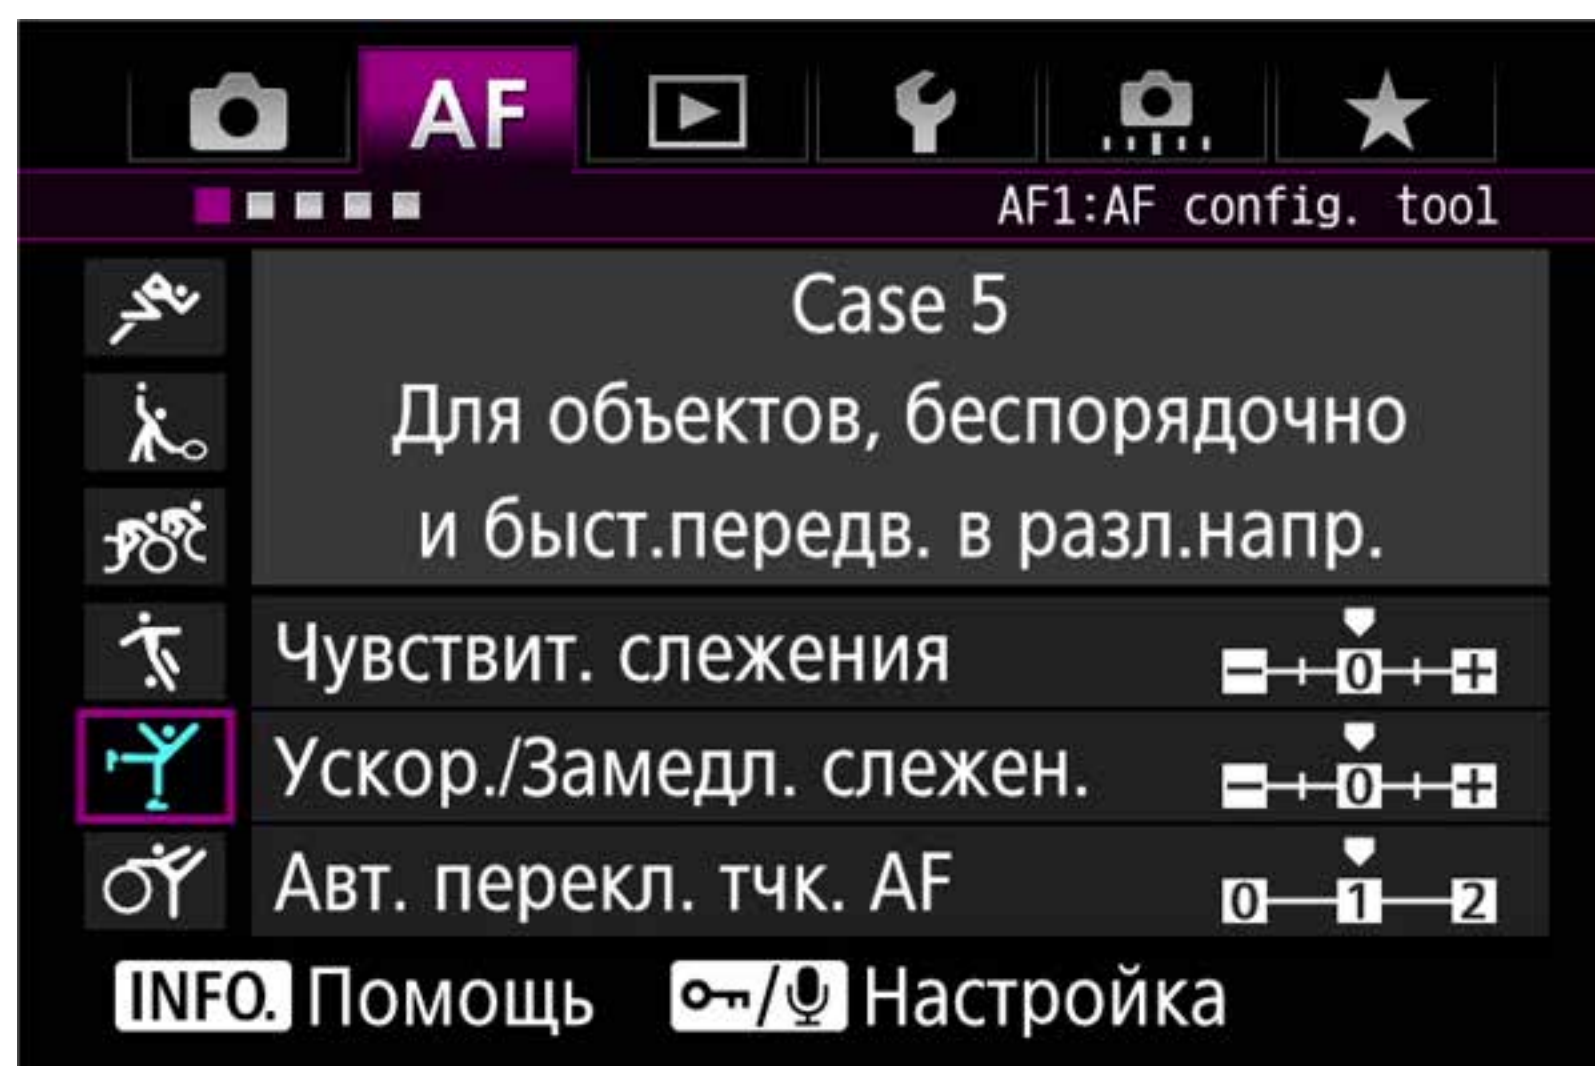 AF
AF1:AF config. tool
Case 5
Для объектов, беспорядочно
и быст.передв. в разл.напр.
Чувствит. слежения
0
Ускор./Замедл. слежен.
0
Авт. перекл. тчк. AF
0 1 2
INFO. Помощь / Настройка